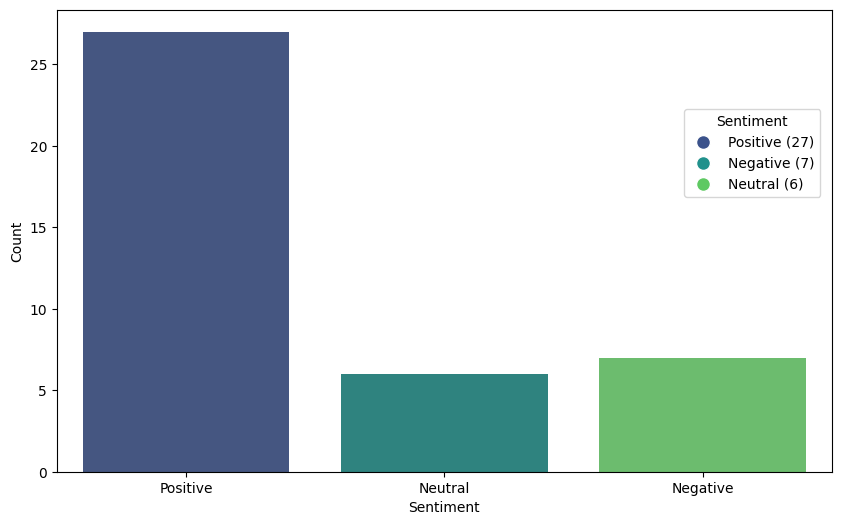 25
20
15
10
5
0
Count
Sentiment
Positive (27)
Negative (7)
Neutral (6)
Positive
Neutral
Negative
Sentiment